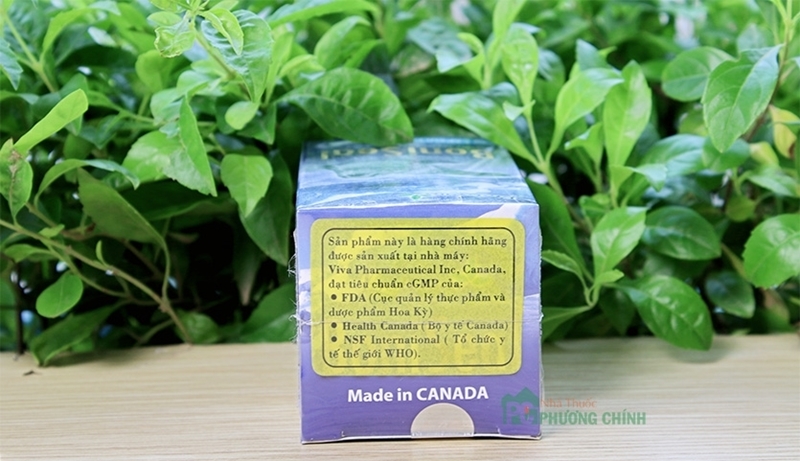 Sản phẩm này là hàng chính hãng
được sản xuất tại nhà máy:
Viva Pharmaceutical Inc, Canada,
đạt tiêu chuẩn cGMP của:
● FDA (Cục quản lý thực phẩm và
dược phẩm Hoa Kỳ)
● Health Canada ( Bộ y tế Canada)
● NSF International ( Tổ chức y
tế thế giới WHO).
Made in CANADA
Nhà Thuốc
PHƯƠNG CHÍNH